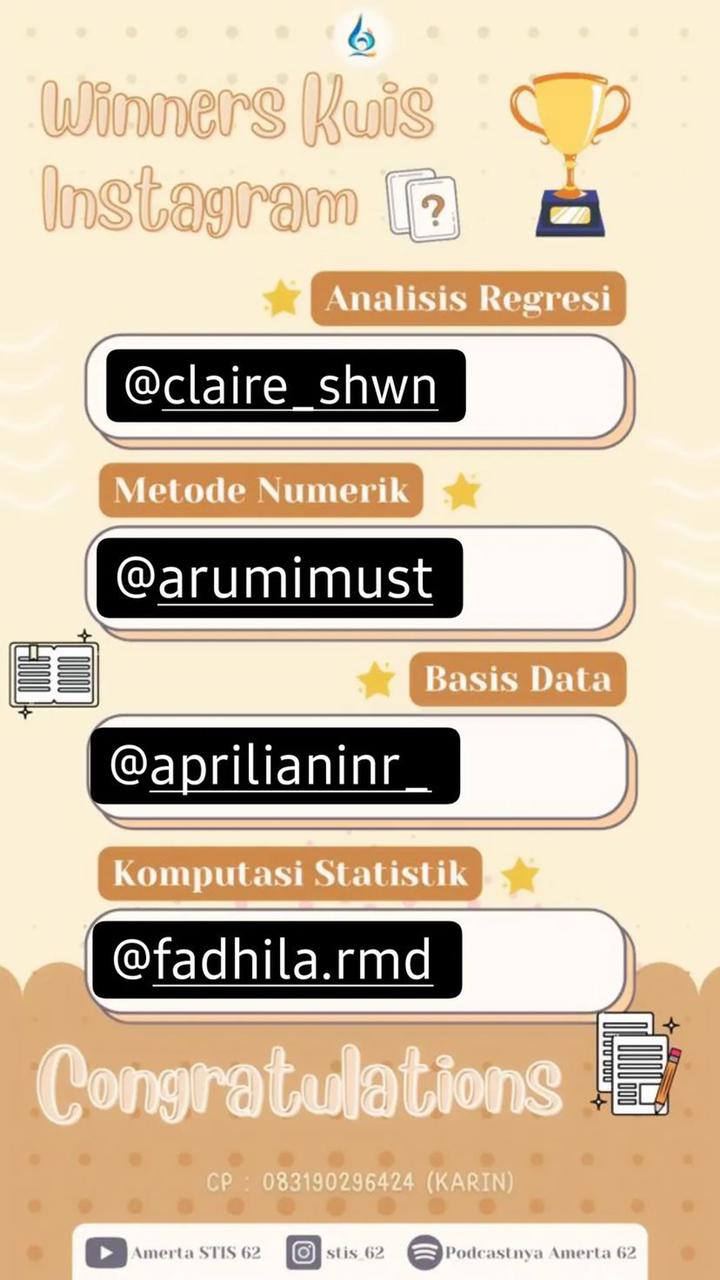 Winners Kuis
Instagram
?
Analisis Regresi
@claire_shwn
Metode Numerik
@arumimust
Basis Data
@aprilianinr_
Komputasi Statistik
@fadhila.rmd
Congratulations
CP : 083190296424 (KARIN)
Amerta STIS 62 stis_62 Podcastnya Amerta 62